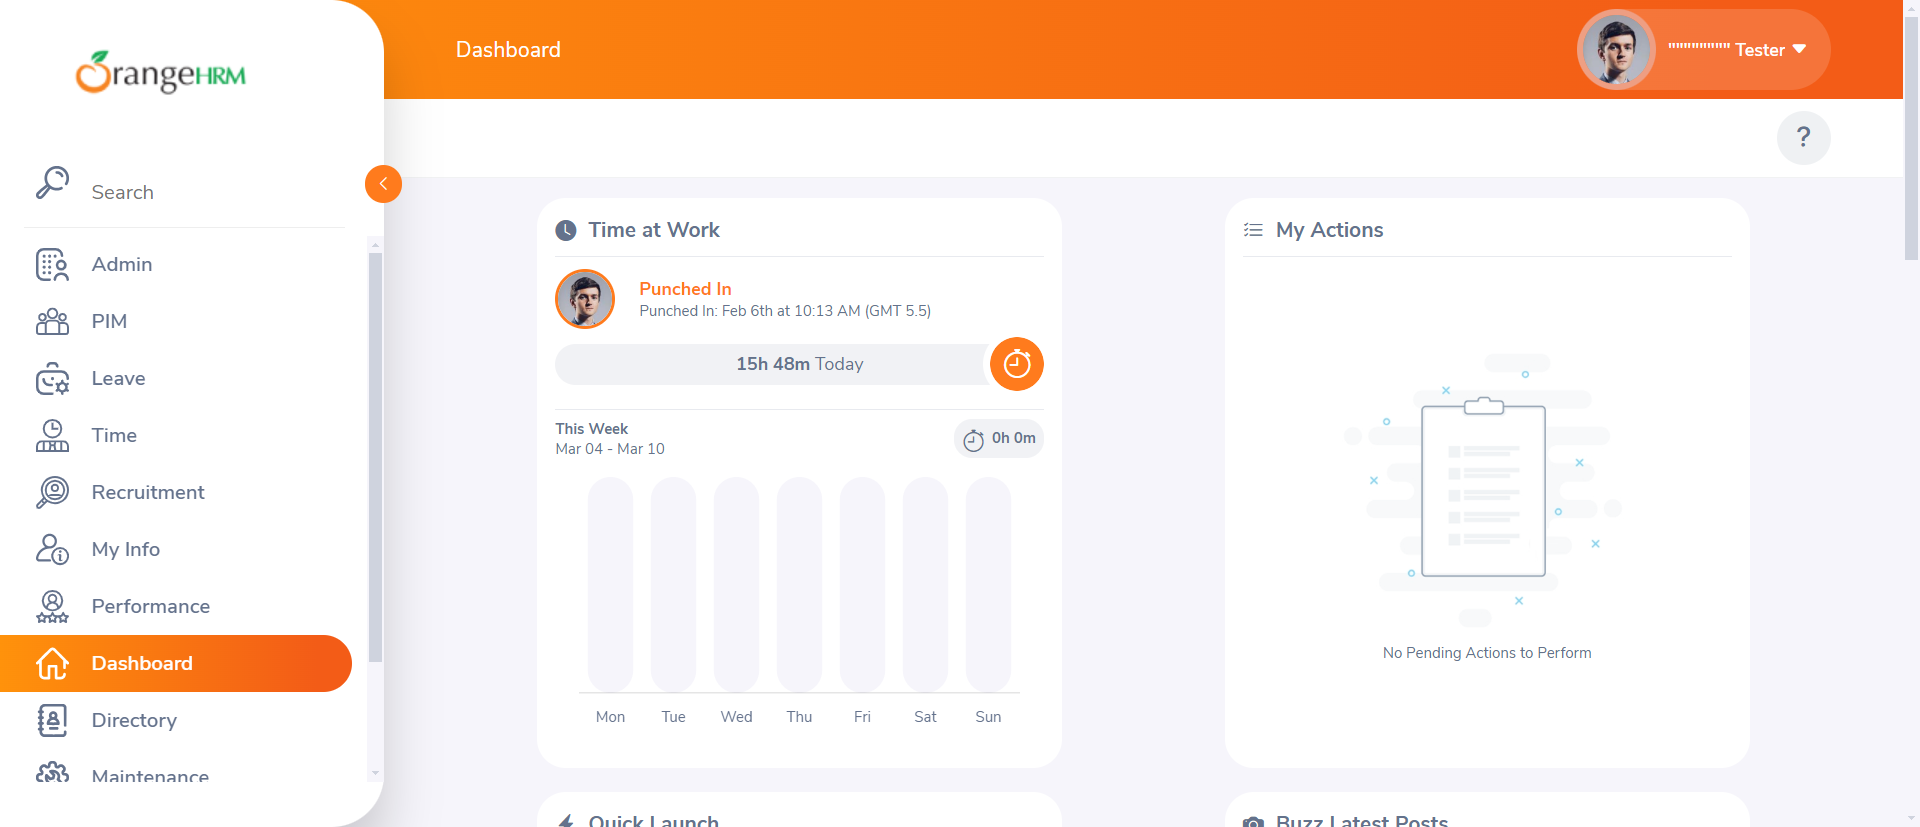 OrangeHRM
Dashboard
"""""""" Tester
?
Search
Admin
PIM
Leave
Time
Recruitment
My Info
Performance
Dashboard
Directory
Maintenance
Time at Work
Punched In
Punched In: Feb 6th at 10:13 AM (GMT 5.5)
15h 48m Today
This Week
Mar 04 - Mar 10
0h 0m
Mon Tue Wed Thu Fri Sat Sun
My Actions
No Pending Actions to Perform
Quick Launch
Buzz Latest Posts